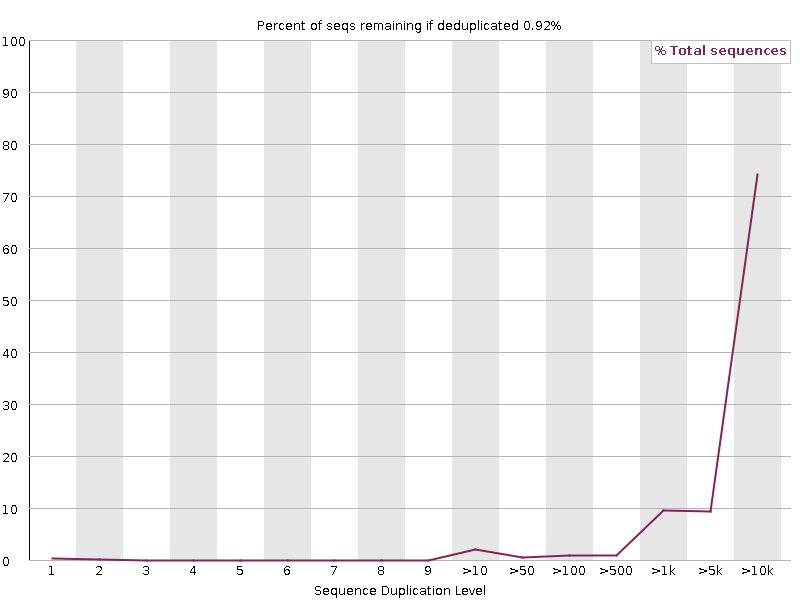 Percent of seqs remaining if deduplicated 0.92%
% Total sequences
100
90
80
70
60
50
40
30
20
10
0
1 2 3 4 5 6 7 8 9 >10 >50 >100 >500 >1k >5k >10k
Sequence Duplication Level